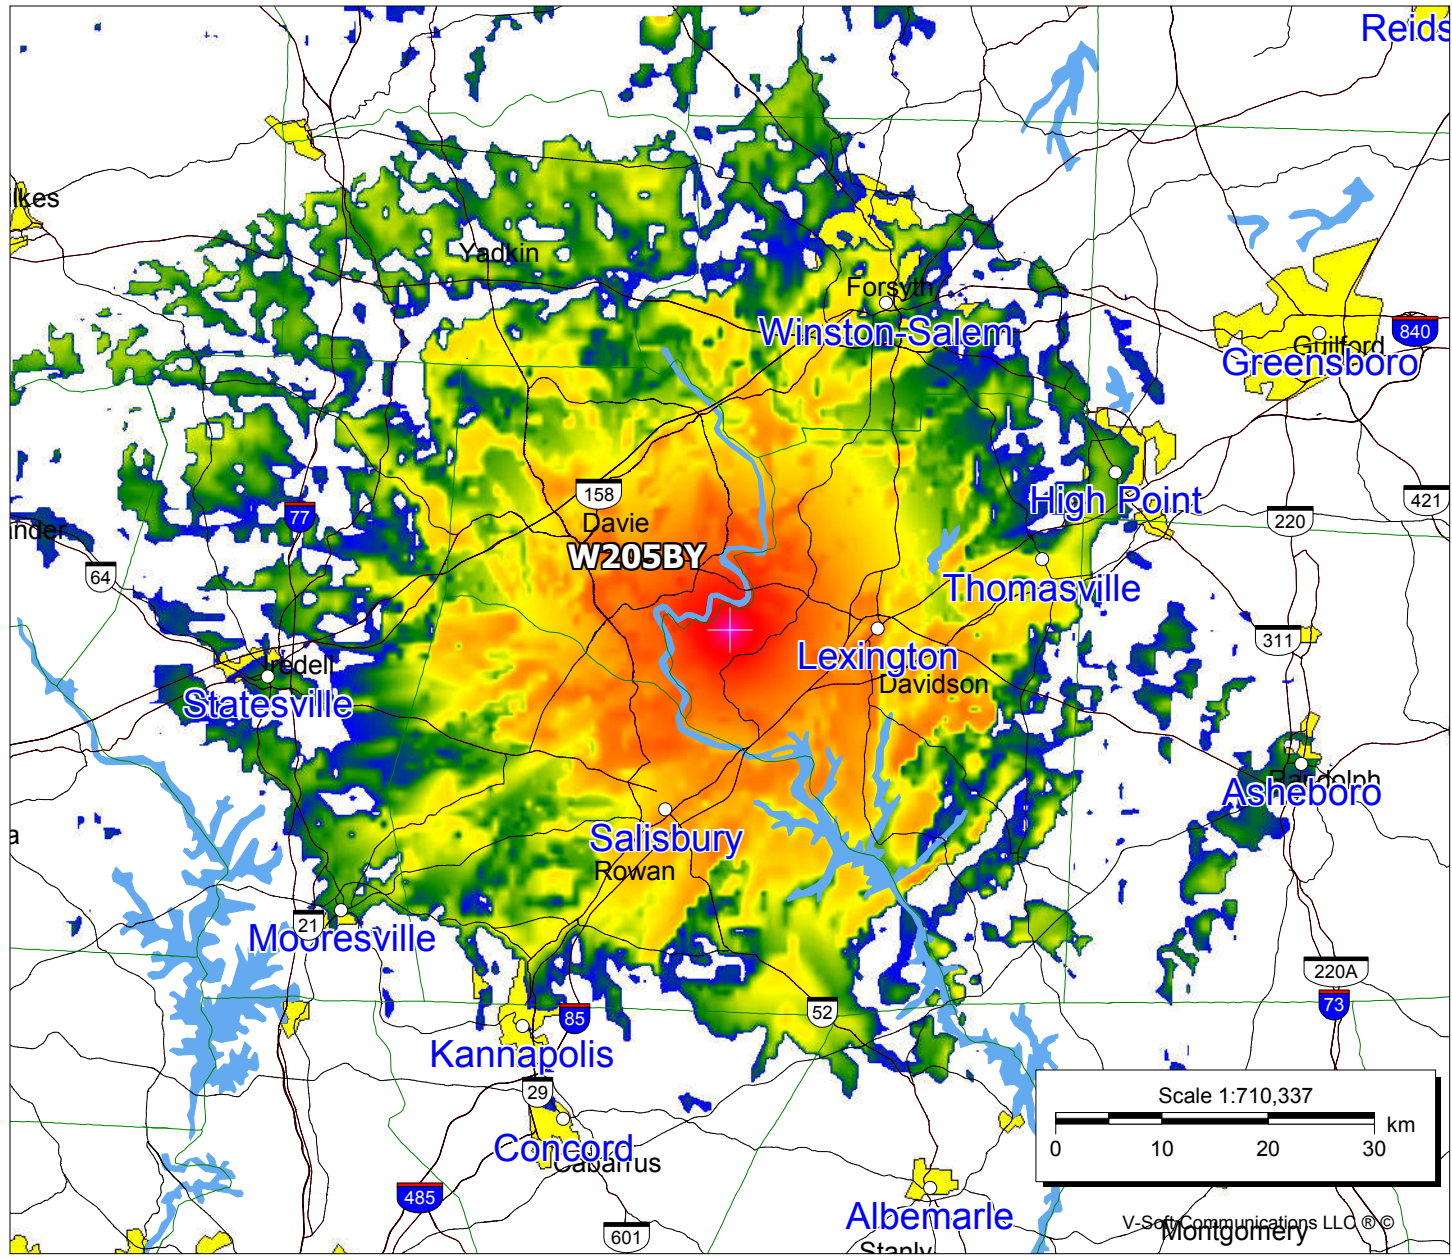 Reids
lkes
Yadkin
Forsyth
Winston-Salem
840
Guilford
Greensboro
158
421
High Point
77
220
Davie
nder
W205BY
64
Thomasville
311
Iredell
Lexington
Davidson
Statesville
Randolph
Asheboro
a
Salisbury
Rowan
21
Mooresville
220A
73
52
85
Kannapolis
29
Scale 1:710,337
km
0 10 20 30
Concord
Cabarrus
485
Albemarle
V-Soft Communications LLC ® ©
Montgomery
601
Stanly